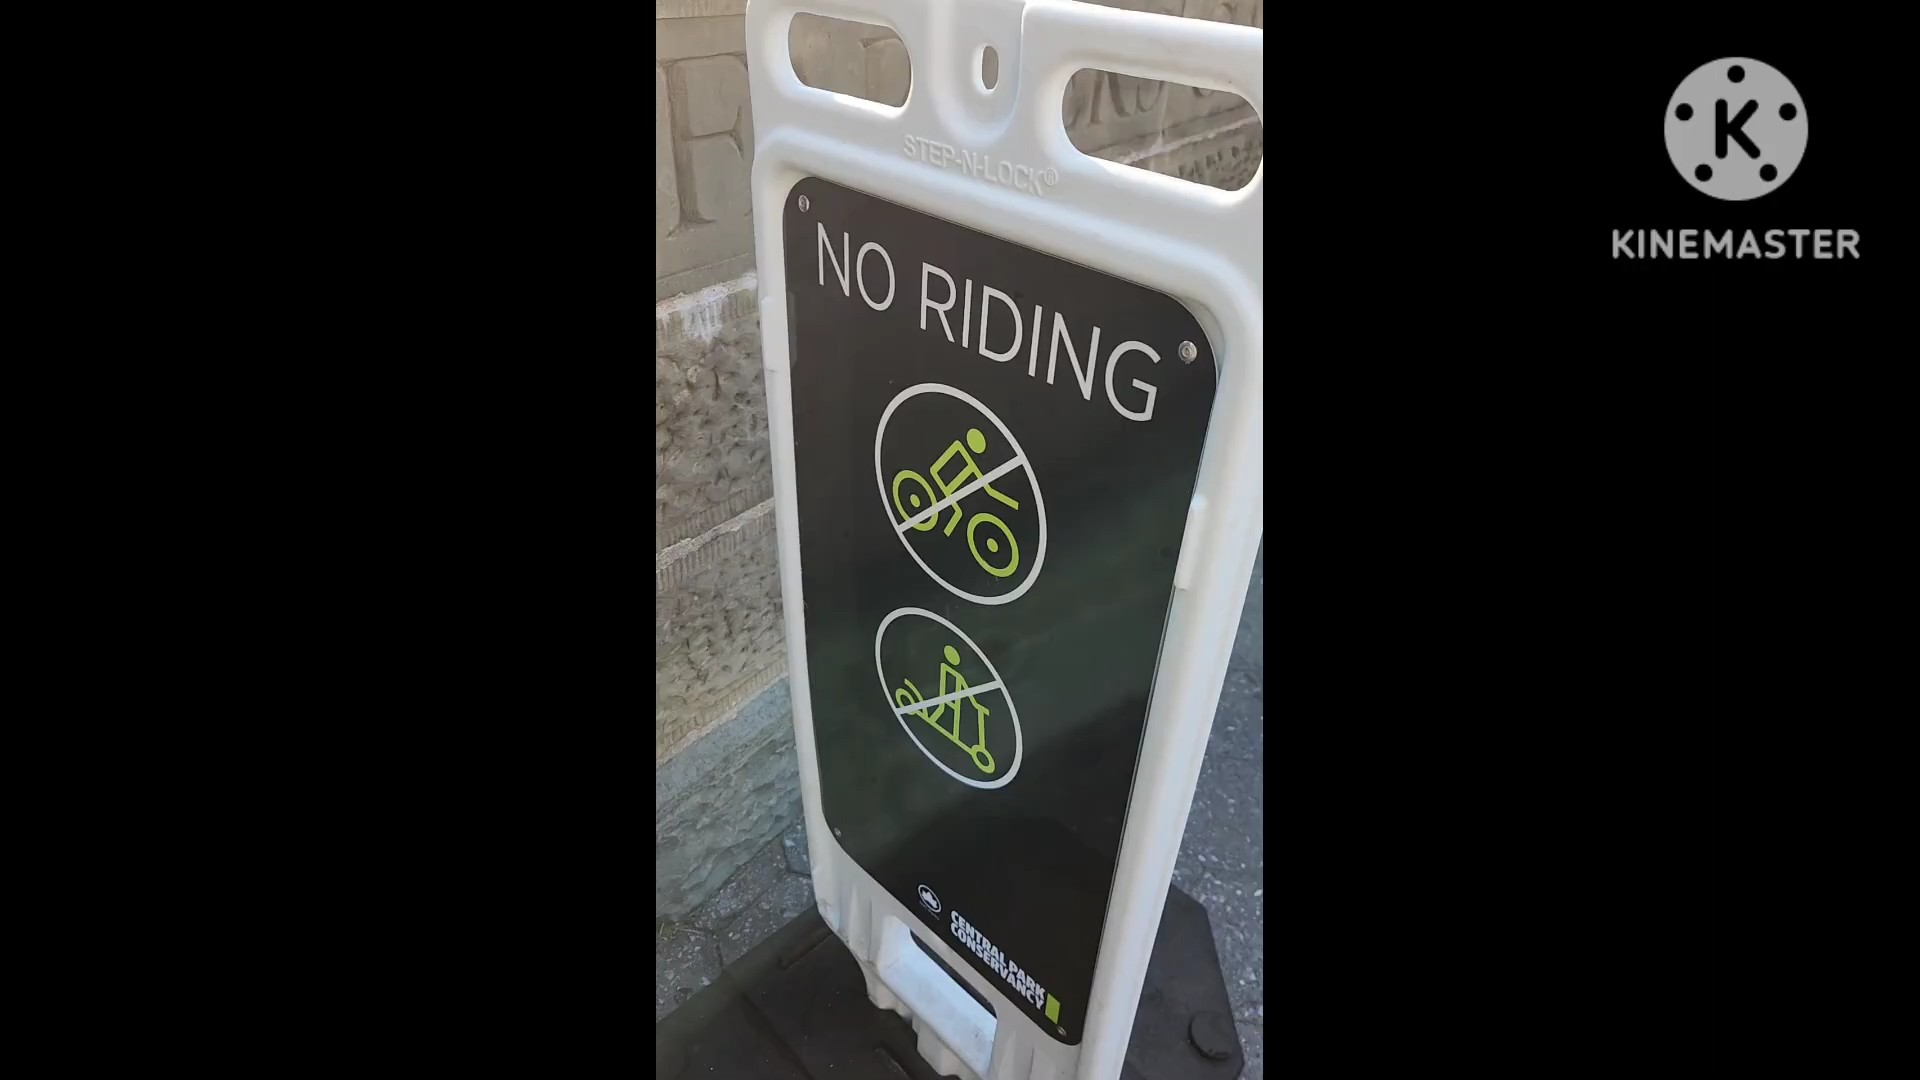 STEP-N-LOCK®
NO RIDING
CENTRAL PARK
CONSERVANCY
K
KINEMASTER